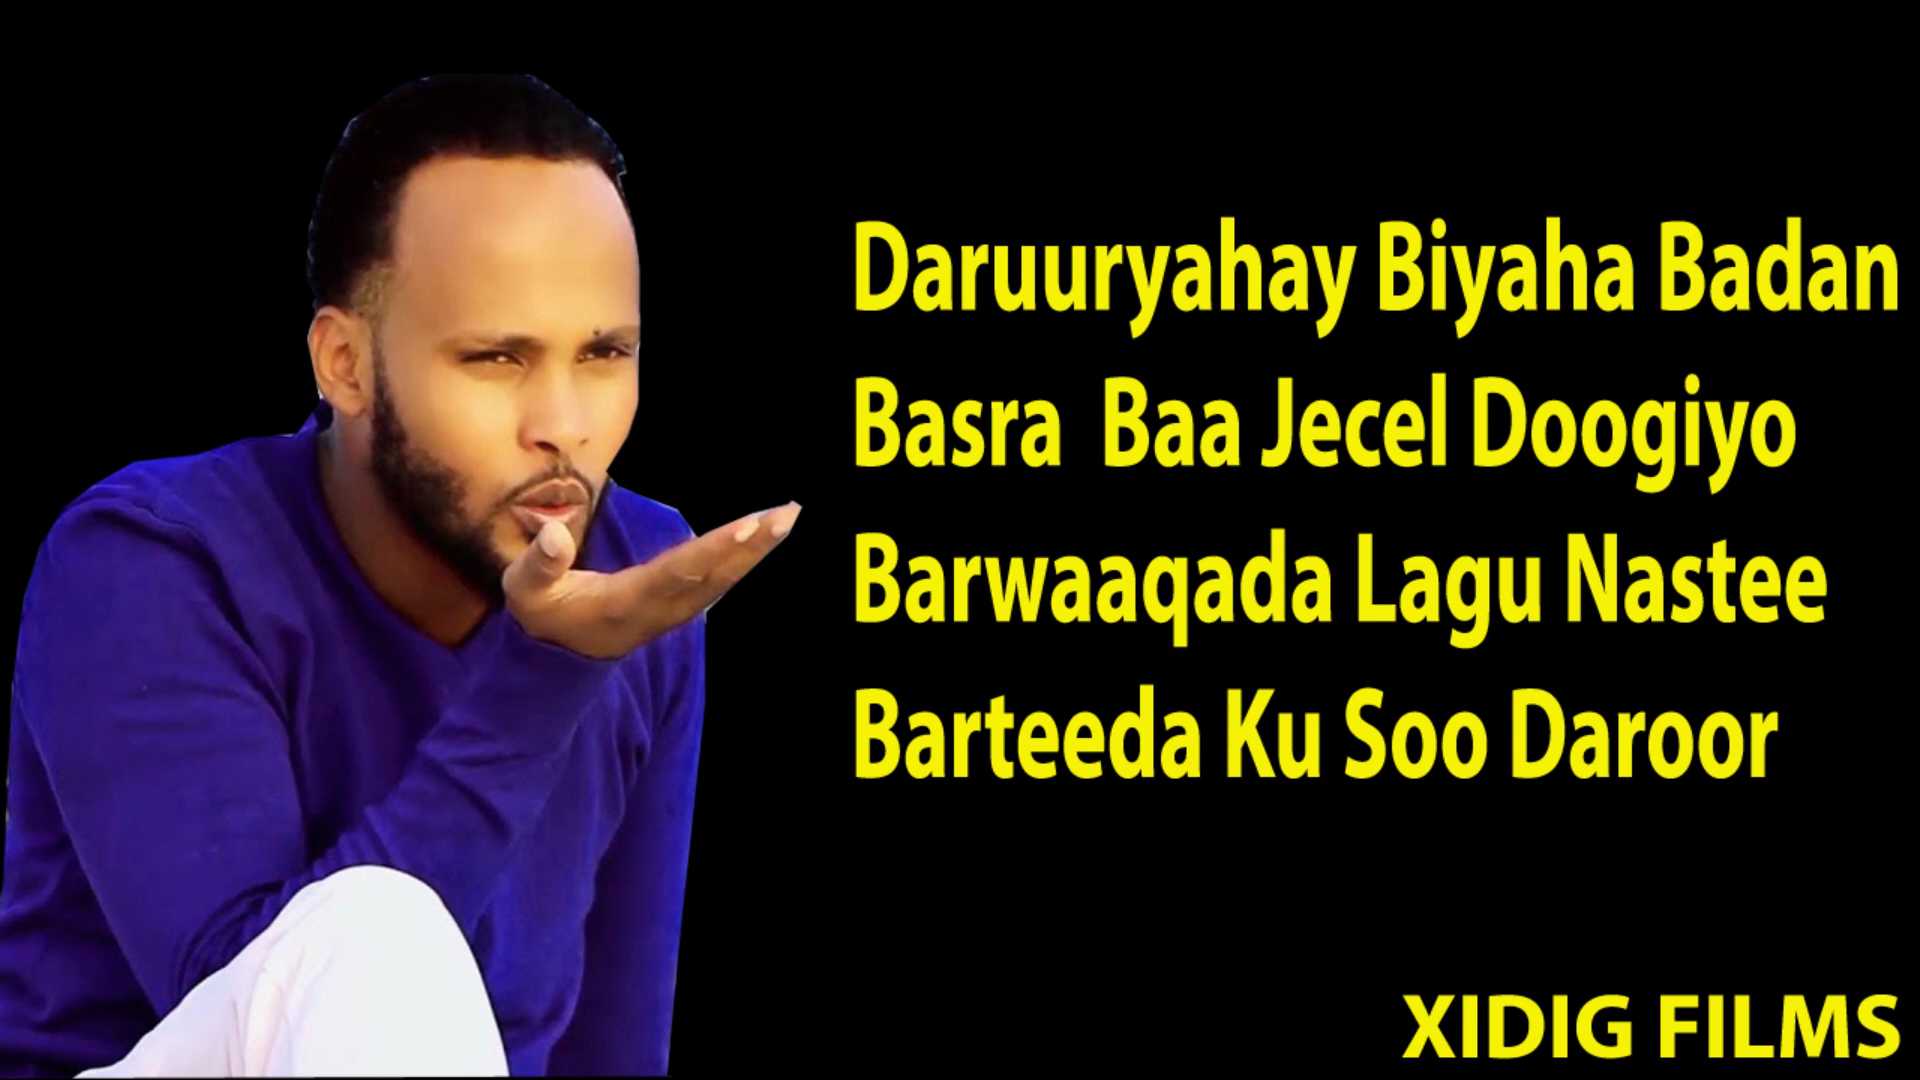 Daruuryahay Biyaha Badan
Basra Baa Jecel Doogiyo
Barwaaqada Lagu Nastee
Barteeda Ku Soo Daroor
XIDIG FILMS